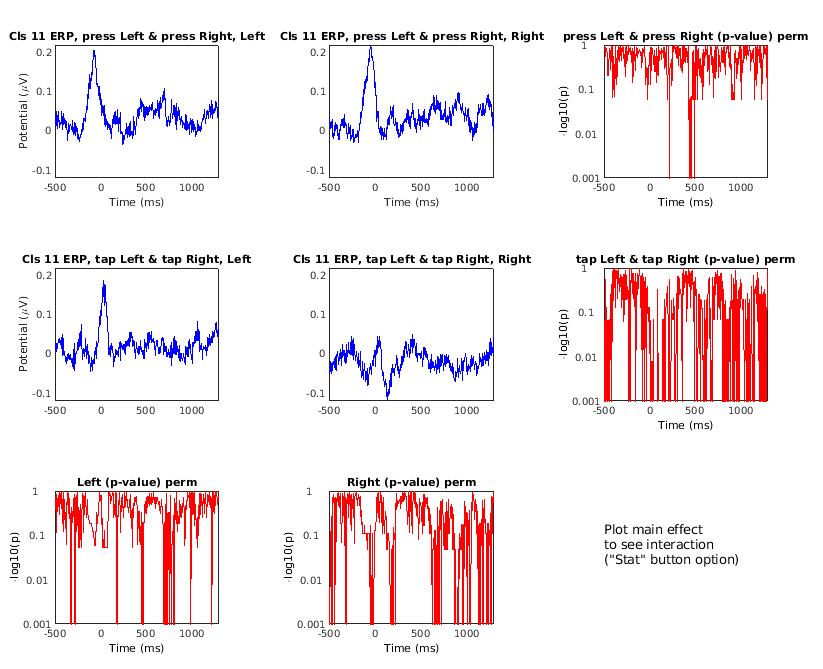 Cls 11 ERP, press Left & press Right, Left
Cls 11 ERP, press Left & press Right, Right
press Left & press Right (p-value) perm
0.2
0.1
0
-0.1
Potential (μV)
-500 0 500 1000
Time (ms)
0.2
0.1
0
-0.1
-500 0 500 1000
Time (ms)
1
0.1
0.01
0.001
-log10(p)
-500 0 500 1000
Time (ms)
Cls 11 ERP, tap Left & tap Right, Left
Cls 11 ERP, tap Left & tap Right, Right
tap Left & tap Right (p-value) perm
0.2
0.1
0
-0.1
Potential (μV)
-500 0 500 1000
Time (ms)
0.2
0.1
0
-0.1
-500 0 500 1000
Time (ms)
1
0.1
0.01
0.001
-log10(p)
-500 0 500 1000
Time (ms)
Left (p-value) perm
Right (p-value) perm
1
0.1
0.01
0.001
-log10(p)
-500 0 500 1000
Time (ms)
1
0.1
0.01
0.001
-log10(p)
-500 0 500 1000
Time (ms)
Plot main effect
to see interaction
("Stat" button option)